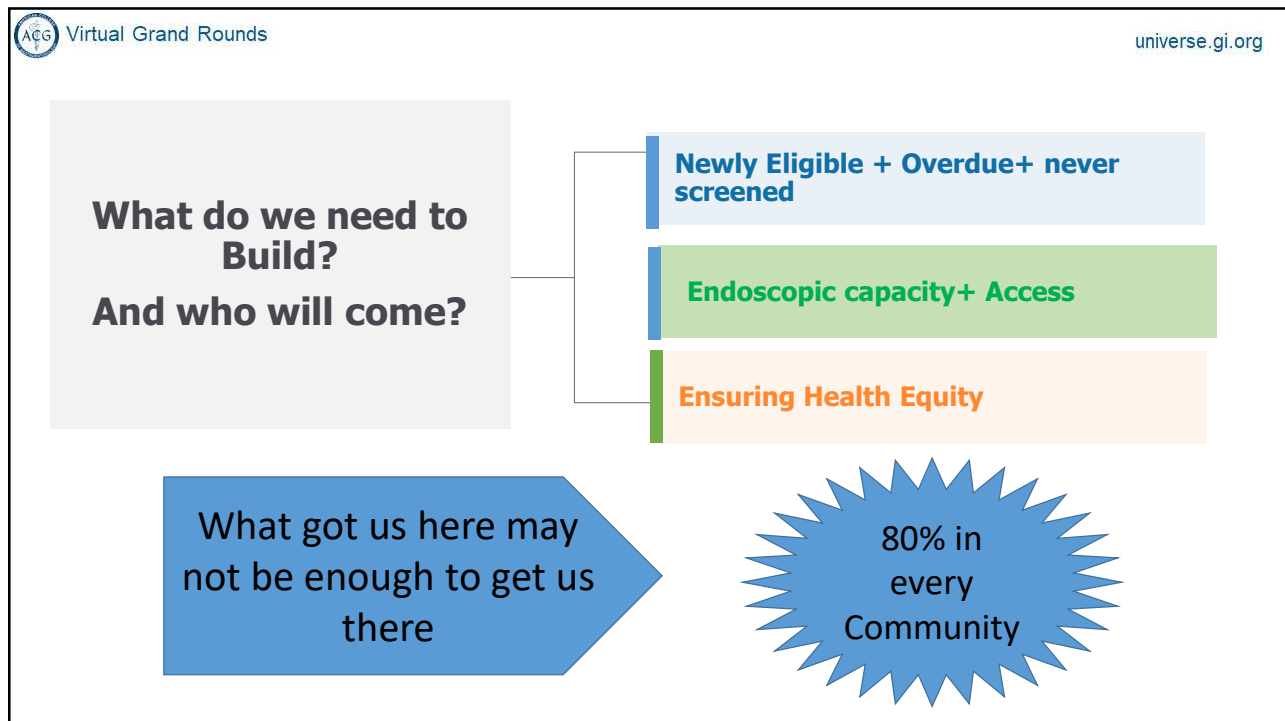 ACG
Virtual Grand Rounds
universe.gi.org
What do we need to
Build?
And who will come?
Newly Eligible + Overdue+ never
screened
Endoscopic capacity+ Access
Ensuring Health Equity
What got us here may
not be enough to get us
there
80% in
every
Community